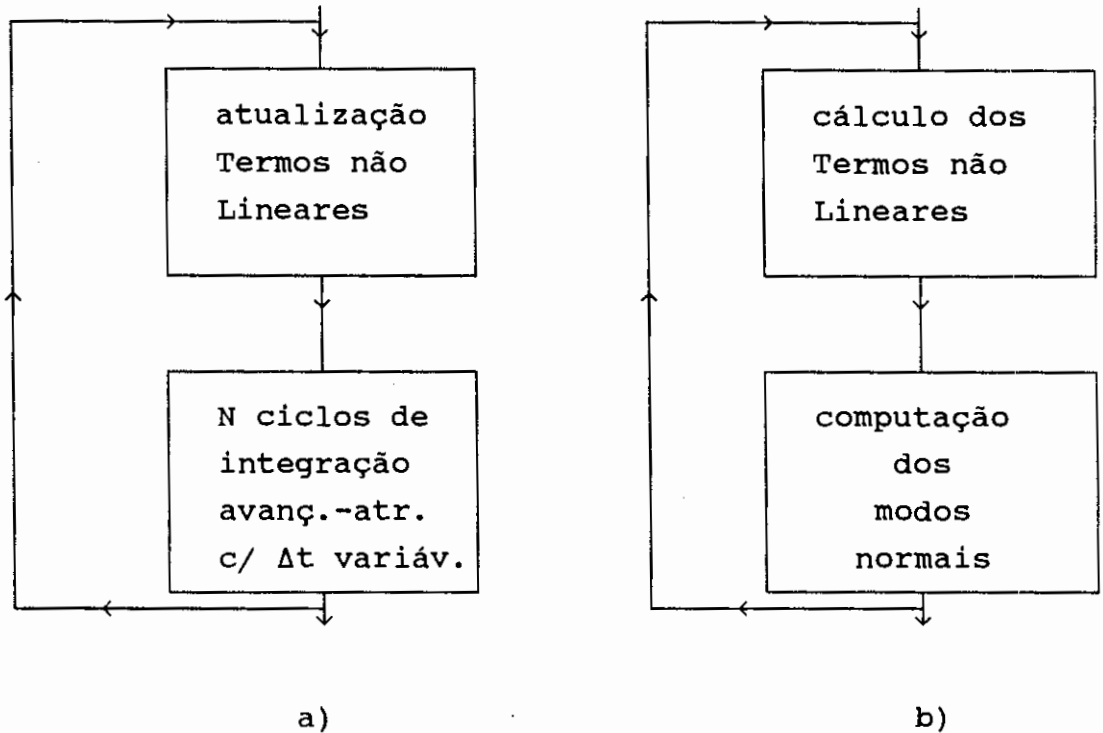 atualização
Termos não
Lineares
N ciclos de
integração
avanç.-atr.
c/ Δt variáv.
a)
cálculo dos
Termos não
Lineares
computação
dos
modos
normais
b)